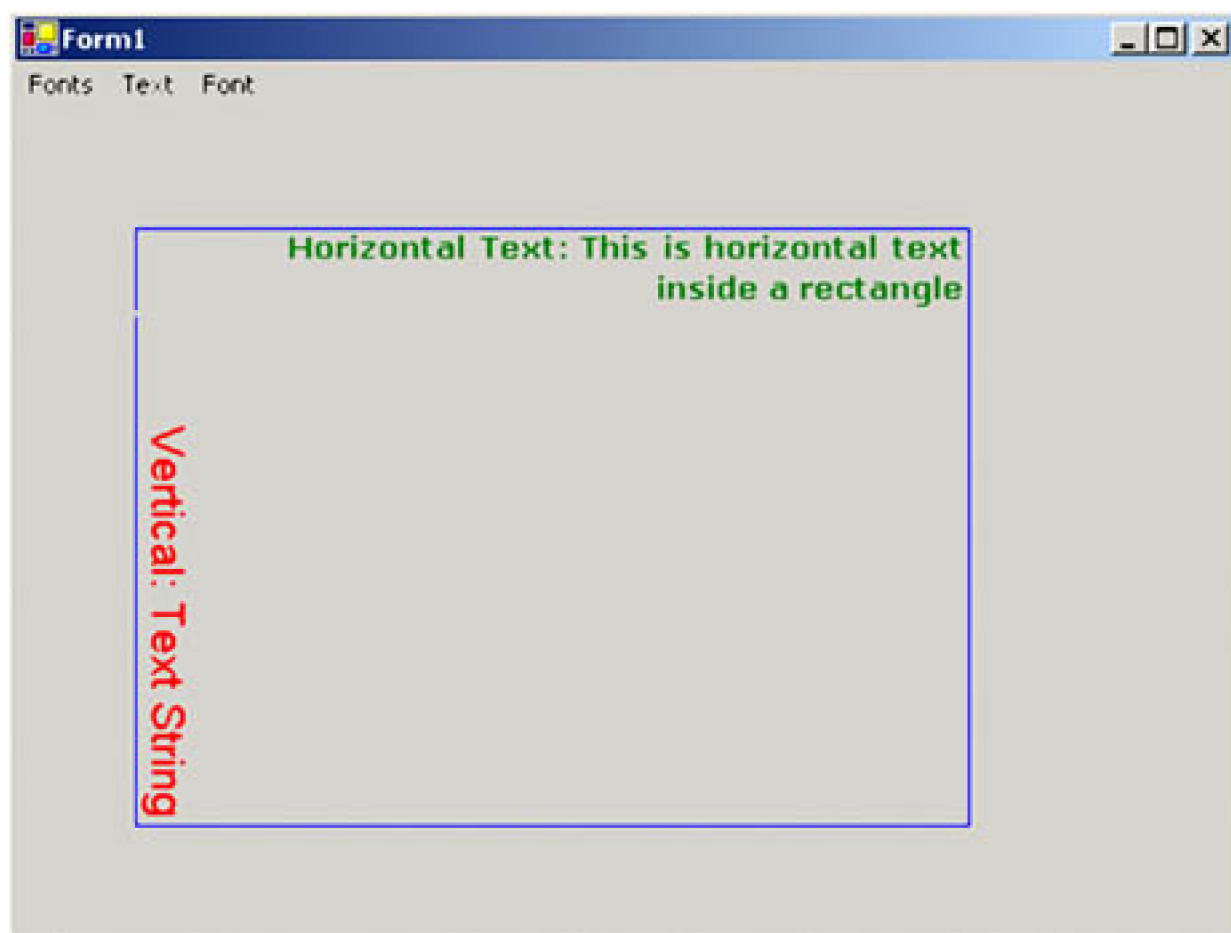 Form1
Fonts Text Font
Horizontal Text: This is horizontal text
inside a rectangle
Vertical: Text String